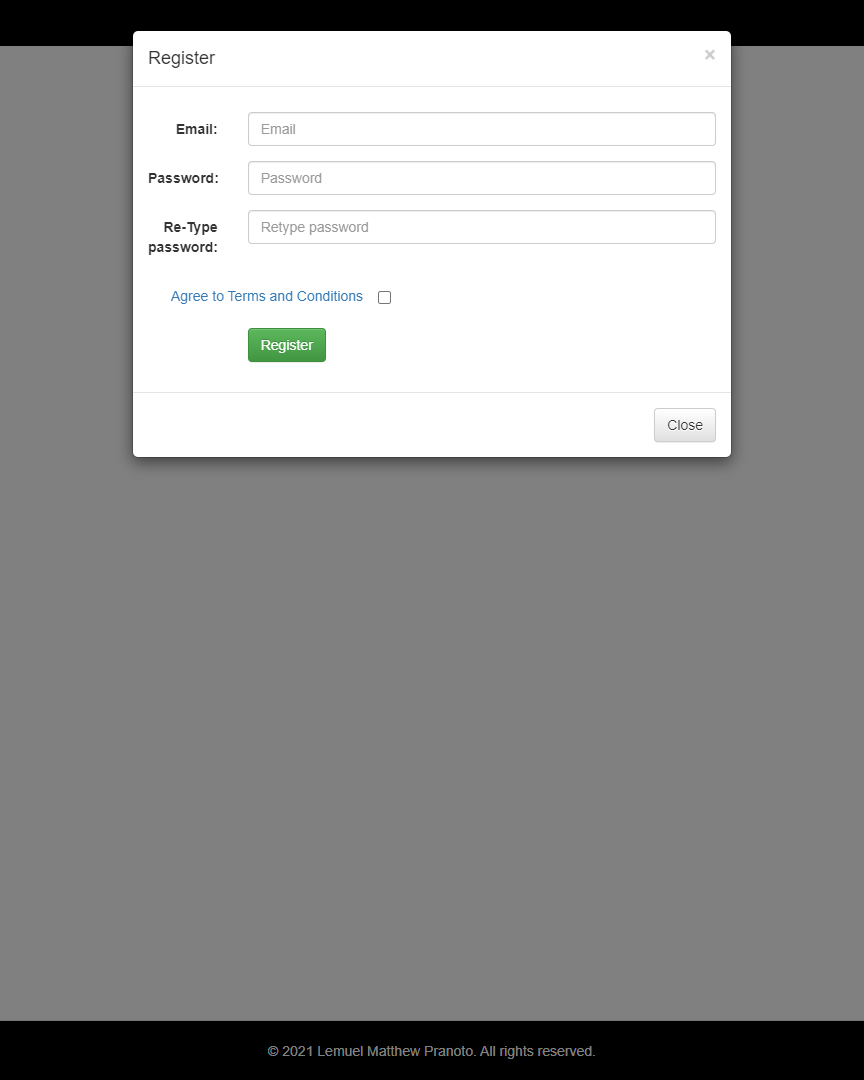 Register ×
Email: Email
Password: Password
Re-Type password: Retype password
Agree to Terms and Conditions
Register
Close
© 2021 Lemuel Matthew Pranoto. All rights reserved.